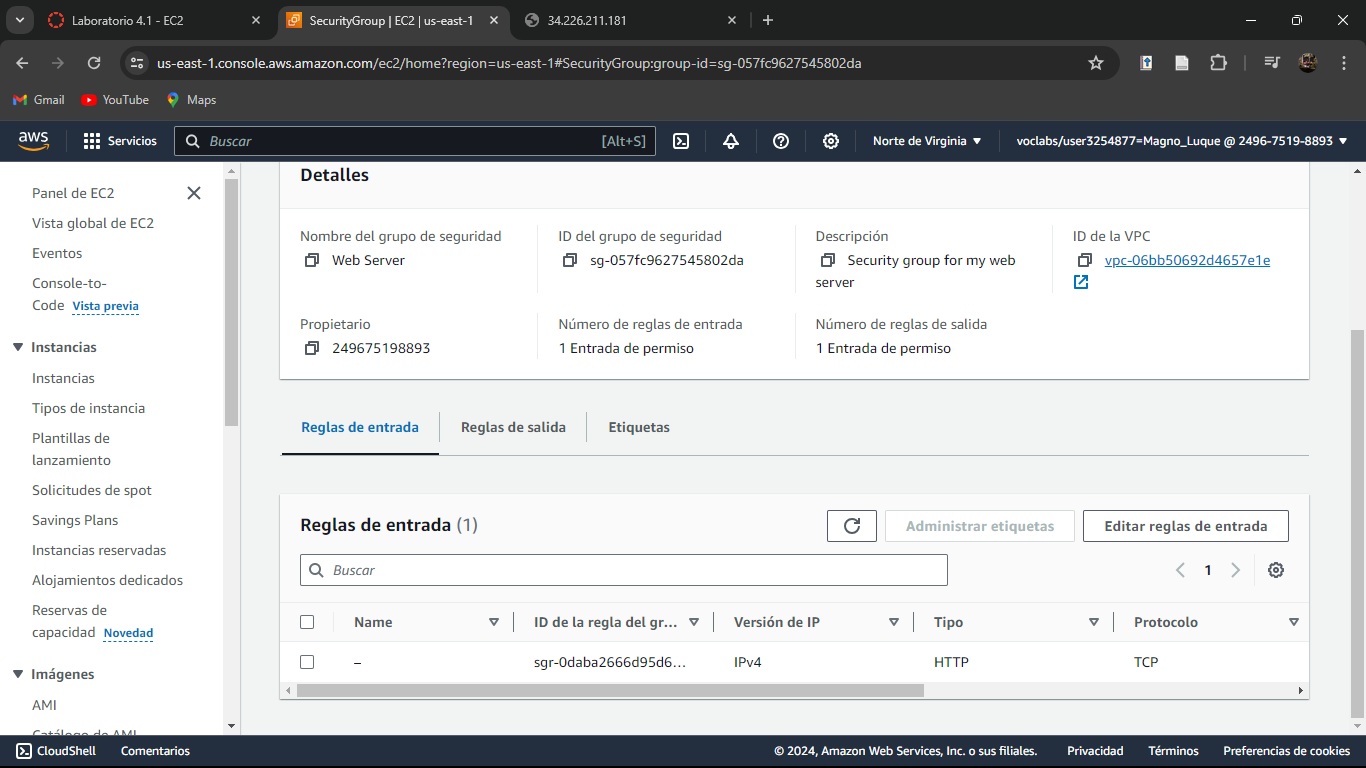 Laboratorio 4.1 - EC2
SecurityGroup | EC2 | us-east-1
34.226.211.181
us-east-1.console.aws.amazon.com/ec2/home?region=us-east-1#SecurityGroup:group-id=sg-057fc9627545802da
Gmail
YouTube
Maps
aws
Servicios
Buscar
[Alt+S]
Norte de Virginia
voclabs/user3254877=Magno_Luque @ 2496-7519-8893
Panel de EC2
Vista global de EC2
Eventos
Console-to-
Code Vista previa
Instancias
Instancias
Tipos de instancia
Plantillas de
lanzamiento
Solicitudes de spot
Savings Plans
Instancias reservadas
Alojamientos dedicados
Reservas de
capacidad Novedad
Imágenes
AMI
Catálogo de AMI
Detalles
Nombre del grupo de seguridad
Web Server
ID del grupo de seguridad
sg-057fc9627545802da
Descripción
Security group for my web
server
ID de la VPC
vpc-06bb50692d4657e1e
Propietario
249675198893
Número de reglas de entrada
1 Entrada de permiso
Número de reglas de salida
1 Entrada de permiso
Reglas de entrada
Reglas de salida
Etiquetas
Reglas de entrada (1)
Administrar etiquetas
Editar reglas de entrada
Buscar
1
Name
ID de la regla del gr...
Versión de IP
Tipo
Protocolo
–
sgr-0daba2666d95d6...
IPv4
HTTP
TCP
CloudShell
Comentarios
© 2024, Amazon Web Services, Inc. o sus filiales.
Privacidad
Términos
Preferencias de cookies